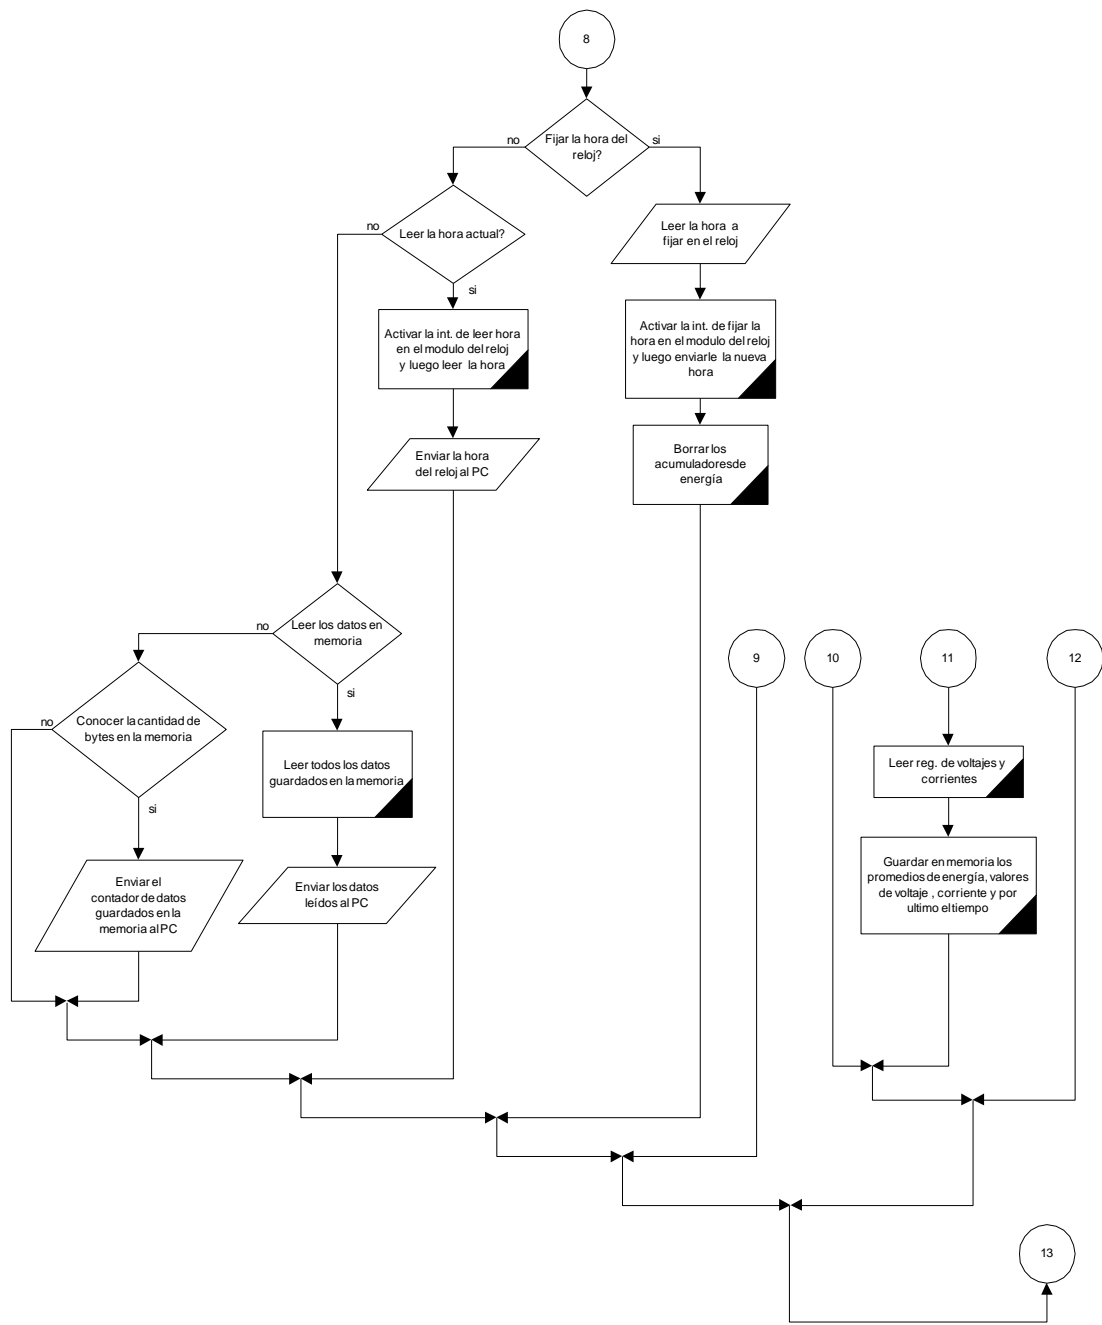 8
Fijar la hora del
reloj?
no
si
Leer la hora actual?
no
si
Leer la hora a
fijar en el reloj
Activar la int. de leer hora
en el modulo del reloj
y luego leer la hora
Activar la int. de fijar la
hora en el modulo del reloj
y luego enviarle la nueva
hora
Enviar la hora
del reloj al PC
Borrar los
acumuladoresde
energía
Leer los datos en
memoria
no
si
9
10
11
12
Conocer la cantidad de
bytes en la memoria
no
si
Leer todos los datos
guardados en la memoria
Leer reg. de voltajes y
corrientes
Enviar el
contador de datos
guardados en la
memoria al PC
Enviar los datos
leídos al PC
Guardar en memoria los
promedios de energía, valores
de voltaje , corriente y por
ultimo el tiempo
13